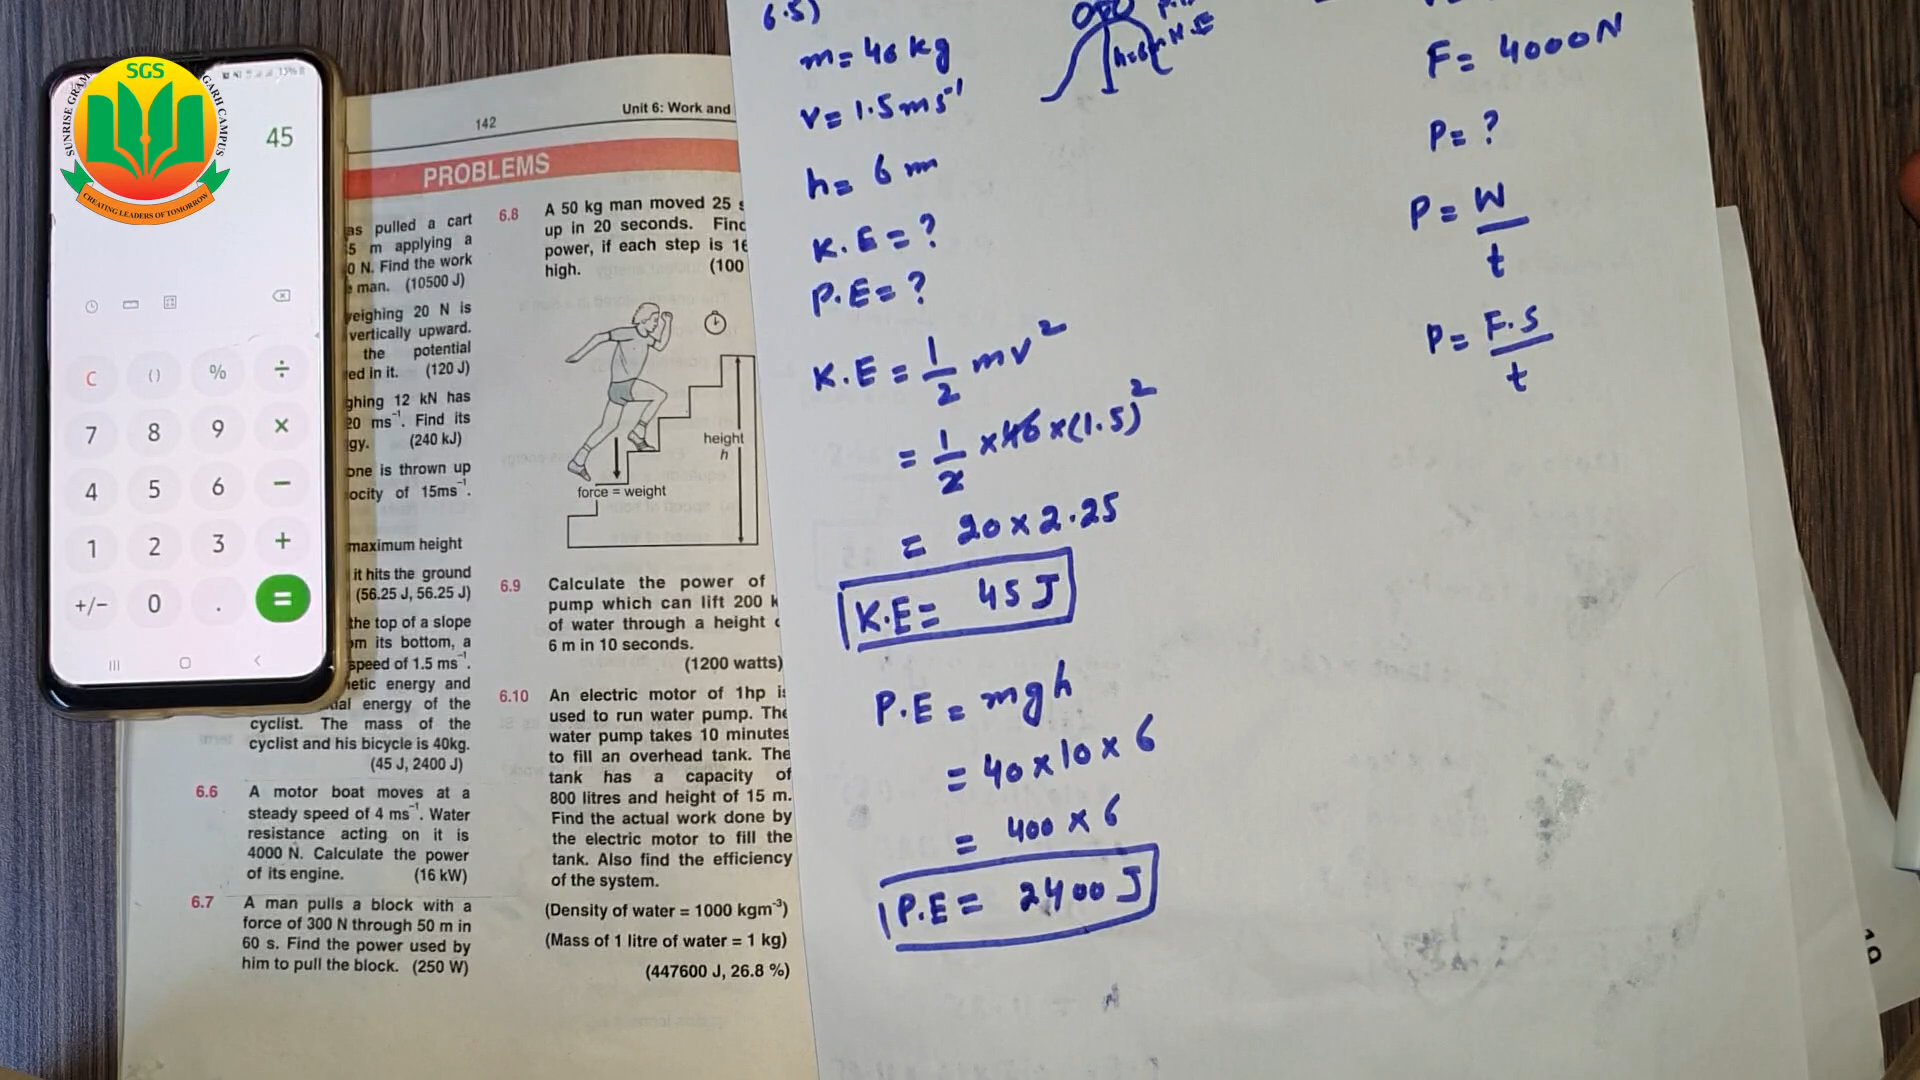 SGS
SUNRISE GRAM
GARH CAMPUS
CREATING LEADERS OF TOMORROW
15%
45
C
()
%
÷
7
8
9
×
4
5
6
−
1
2
3
+
+/−
0
.
=
142
Unit 6: Work and
PROBLEMS
as pulled a cart
5 m applying a
0 N. Find the work
man. (10500 J)
weighing 20 N is
vertically upward.
the potential
ed in it. (120 J)
ghing 12 kN has
20 ms⁻¹. Find its
gy. (240 kJ)
one is thrown up
ocity of 15ms⁻¹.
maximum height
it hits the ground
(56.25 J, 56.25 J)
the top of a slope
om its bottom, a
speed of 1.5 ms⁻¹.
netic energy and
ial energy of the
cyclist. The mass of the
cyclist and his bicycle is 40kg.
(45 J, 2400 J)
6.6 A motor boat moves at a
steady speed of 4 ms⁻¹. Water
resistance acting on it is
4000 N. Calculate the power
of its engine. (16 kW)
6.7 A man pulls a block with a
force of 300 N through 50 m in
60 s. Find the power used by
him to pull the block. (250 W)
6.8 A 50 kg man moved 25 s
up in 20 seconds. Find
power, if each step is 16
high. (100
height
h
force = weight
6.9 Calculate the power of
pump which can lift 200 k
of water through a height
6 m in 10 seconds.
(1200 watts)
6.10 An electric motor of 1hp is
used to run water pump. The
water pump takes 10 minutes
to fill an overhead tank. The
tank has a capacity of
800 litres and height of 15 m.
Find the actual work done by
the electric motor to fill the
tank. Also find the efficiency
of the system.
(Density of water = 1000 kgm⁻³)
(Mass of 1 litre of water = 1 kg)
(447600 J, 26.8 %)
6.5)
m = 40 kg
v = 1.5 ms⁻¹
h = 6 m
K.E = ?
P.E = ?
K.E = 1/2 mv²
= 1/2 × 40 × (1.5)²
= 20 × 2.25
K.E = 45 J
P.E = mgh
= 40 × 10 × 6
= 400 × 6
P.E = 2400 J
F = 4000 N
P = ?
P = W/t
P = F.S/t